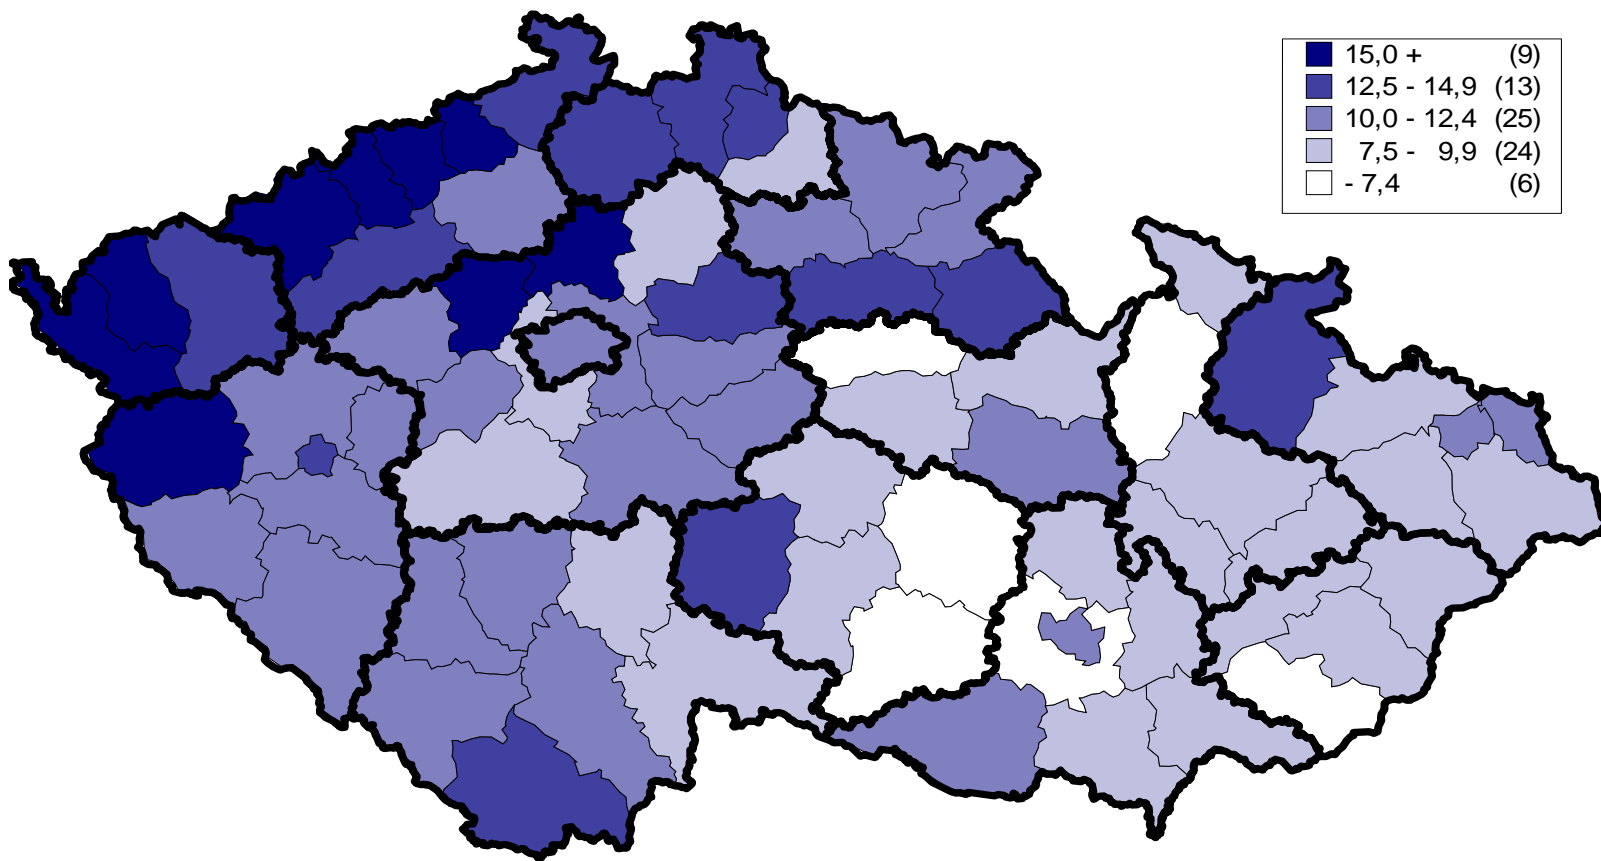 15,0 + (9)
12,5 - 14,9 (13)
10,0 - 12,4 (25)
7,5 - 9,9 (24)
- 7,4 (6)